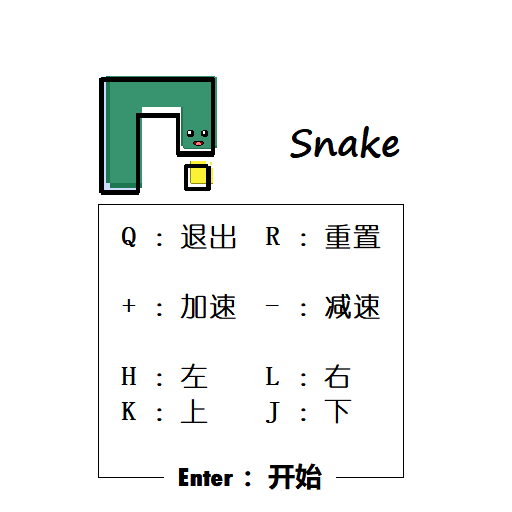 Snake
Q : 退出 R : 重置
+ : 加速 - : 减速
H : 左 L : 右
K : 上 J : 下
Enter : 开始